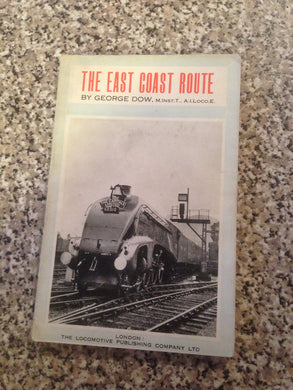 THE EAST COAST ROUTE
BY GEORGE DOW, M.INST.T., A.I.LOCO.E.
LONDON:
THE LOCOMOTIVE PUBLISHING COMPANY LTD